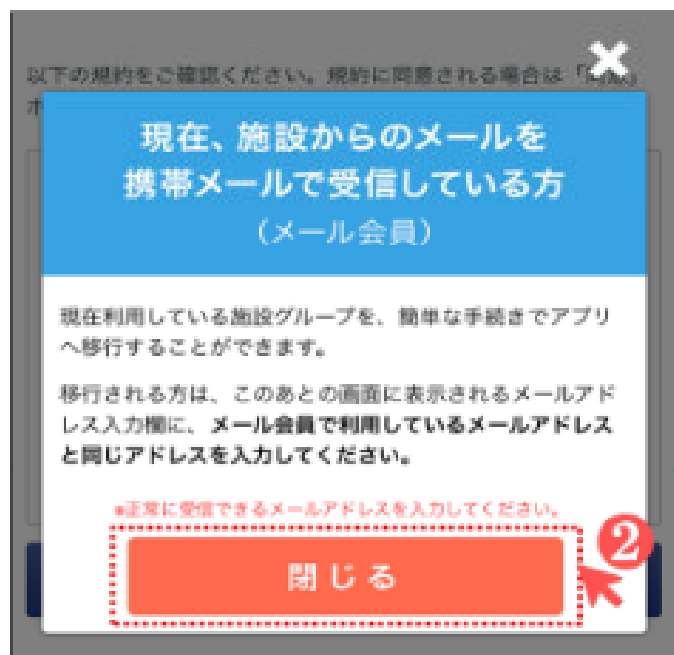 以下の規約をご確認ください。規約に同意される場合は「
現在、施設からのメールを
携帯メールで受信している方
（メール会員）
現在利用している施設グループを、簡単な手続きでアプリ
へ移行することができます。
移行される方は、このあとの画面に表示されるメールアド
レス入力欄に、メール会員で利用しているメールアドレス
と同じアドレスを入力してください。
※正常に受信できるメールアドレスを入力してください。
閉じる
2